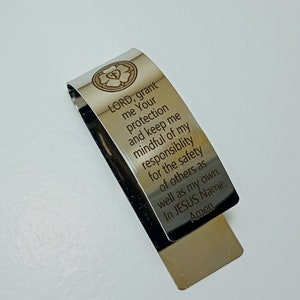 LORD, grant
me Your
protection
and keep me
mindful of my
responsiblity
for the safety
of others as
well as my own.
In JESUS Name,
Amen